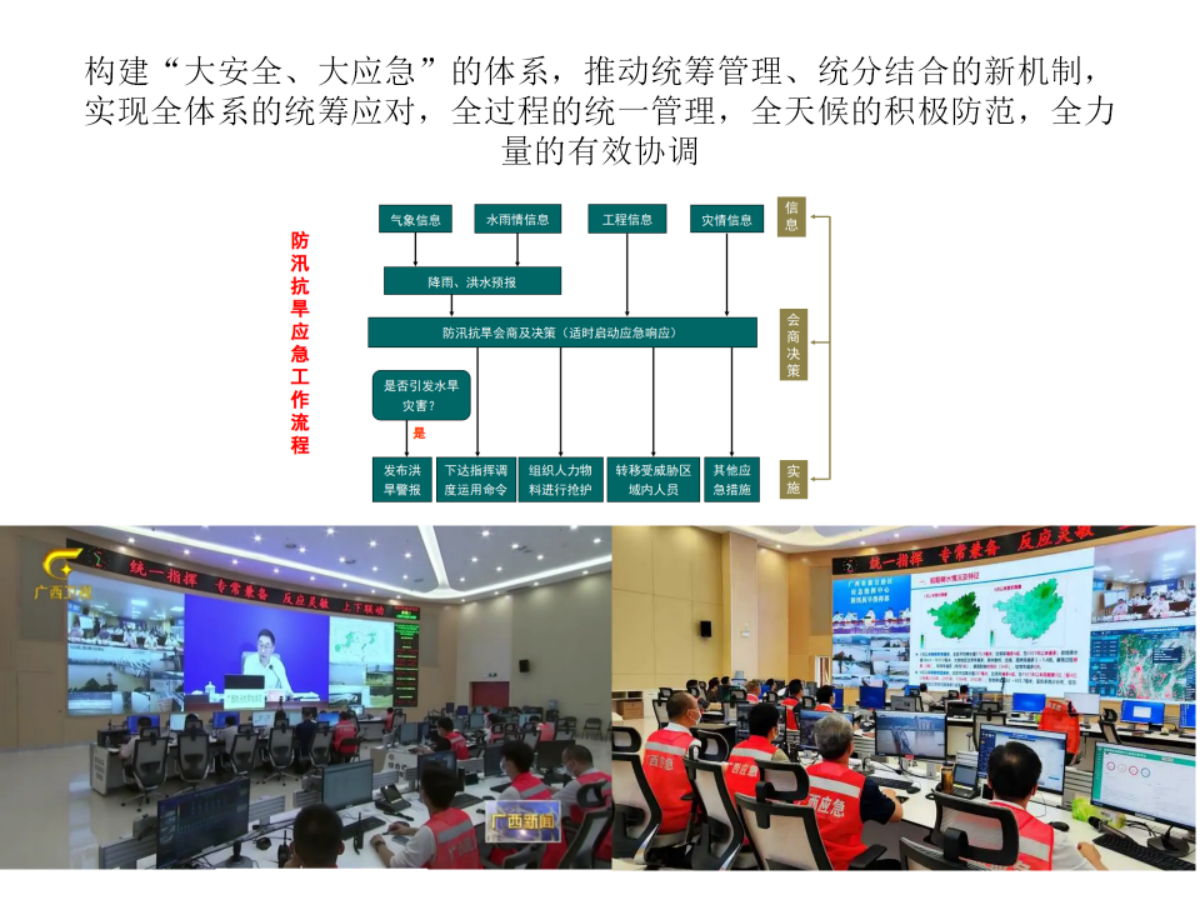 构建“大安全、大应急”的体系，推动统筹管理、统分结合的新机制，
实现全体系的统筹应对，全过程的统一管理，全天候的积极防范，全力
量的有效协调
防汛抗旱应急工作流程
气象信息
水雨情信息
工程信息
灾情信息
信息
降雨、洪水预报
防汛抗旱会商及决策（适时启动应急响应）
会商决策
是否引发水旱
灾害？
是
发布洪
旱警报
下达指挥调
度运用命令
组织人力物
料进行抢护
转移受威胁区
域内人员
其他应
急措施
实施
广西卫视
统一指挥 专常兼备 反应灵敏 上下联动
广西新闻
统一指挥 专常兼备 反应灵敏
西应急
西应急
西应急